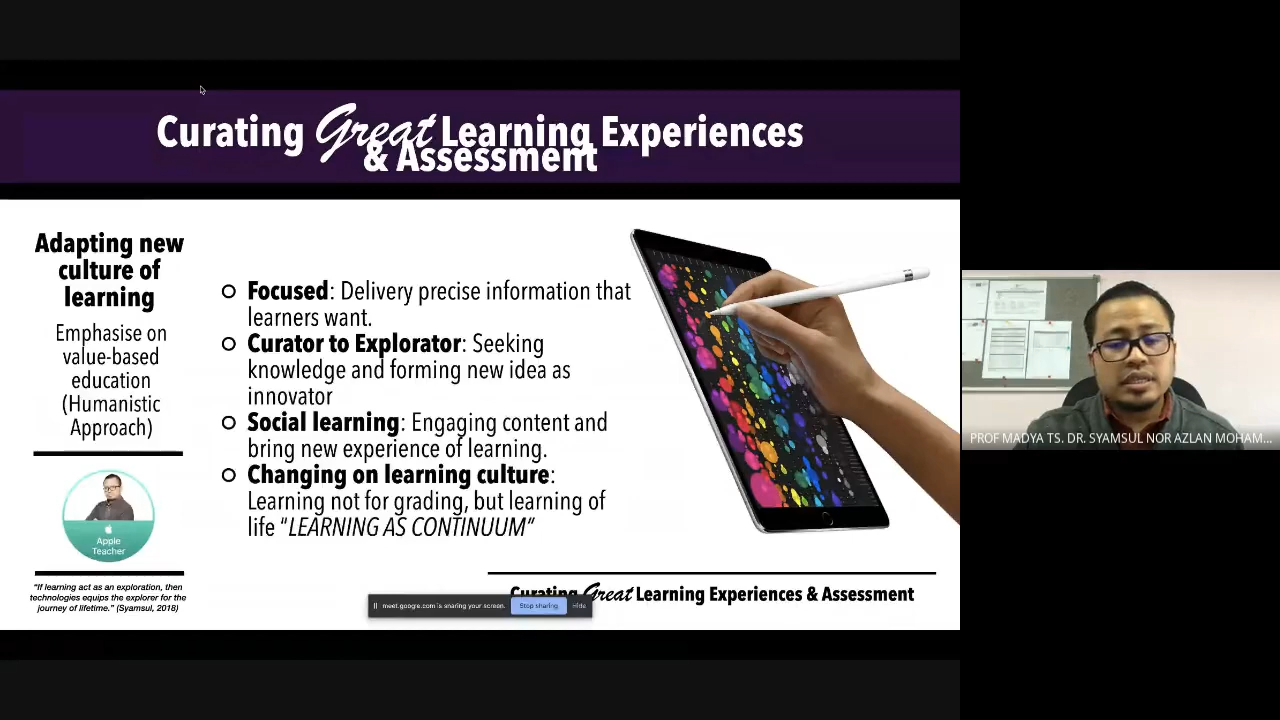 Curating Great Learning Experiences
& Assessment
Adapting new
culture of
learning
Emphasise on
value-based
education
(Humanistic
Approach)
Apple
Teacher
"If learning act as an exploration, then
technologies equips the explorer for the
journey of lifetime." (Syamsul, 2018)
Focused: Delivery precise information that
learners want.
Curator to Explorator: Seeking
knowledge and forming new idea as
innovator
Social learning: Engaging content and
bring new experience of learning.
Changing on learning culture:
Learning not for grading, but learning of
life "LEARNING AS CONTINUUM"
Curating Great Learning Experiences & Assessment
meet.google.com is sharing your screen. Stop sharing Hide
PROF MADYA TS. DR. SYAMSUL NOR AZLAN MOHAM...